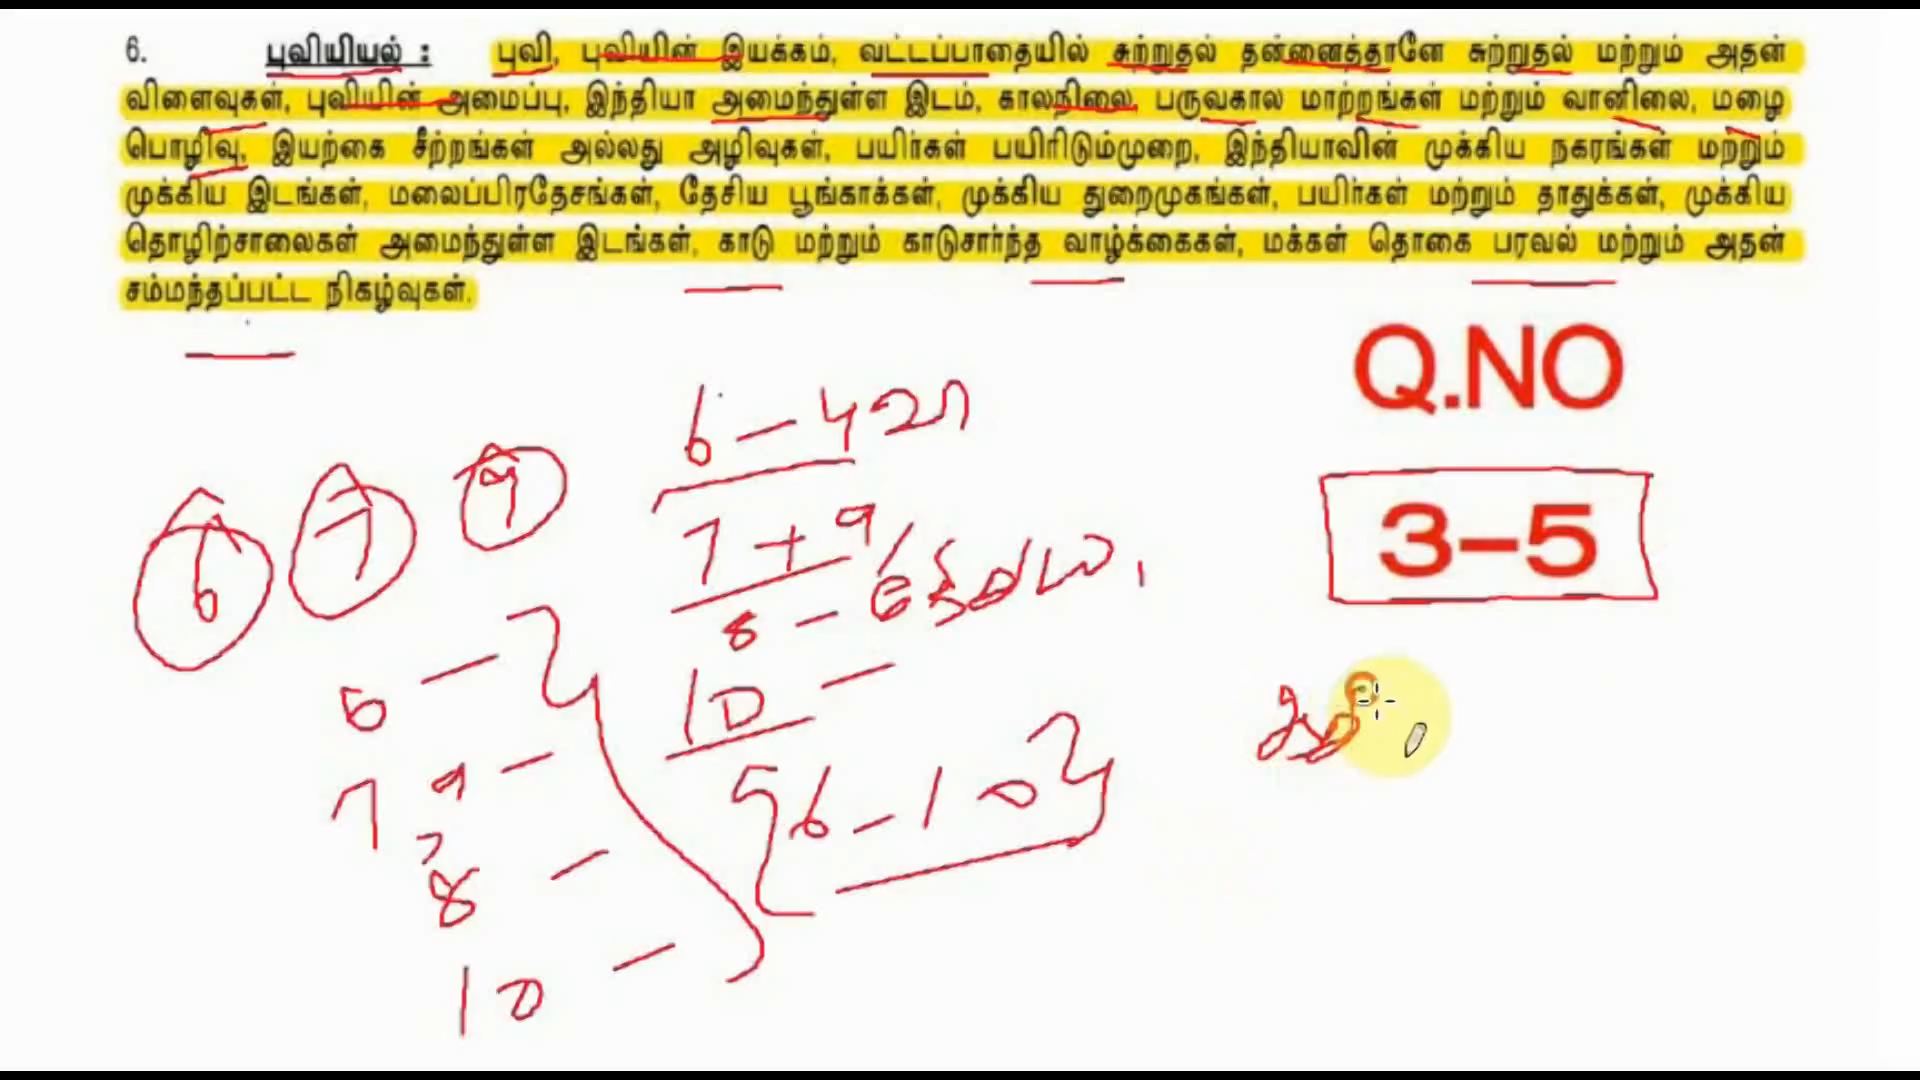 6. புவியியல் : புவி, புவியின் இயக்கம், வட்டப்பாதையில் சுற்றுதல் தன்னைத்தானே சுற்றுதல் மற்றும் அதன்
விளைவுகள், புவியின் அமைப்பு, இந்தியா அமைந்துள்ள இடம், காலநிலை பருவகால மாற்றங்கள் மற்றும் வானிலை, மழை
பொழிவு, இயற்கை சீற்றங்கள் அல்லது அழிவுகள், பயிர்கள் பயிரிடும்முறை, இந்தியாவின் முக்கிய நகரங்கள் மற்றும்
முக்கிய இடங்கள், மலைப்பிரதேசங்கள், தேசிய பூங்காக்கள், முக்கிய துறைமுகங்கள், பயிர்கள் மற்றும் தாதுக்கள், முக்கிய
தொழிற்சாலைகள் அமைந்துள்ள இடங்கள், காடு மற்றும் காடுசார்ந்த வாழ்க்கைகள், மக்கள் தொகை பரவல் மற்றும் அதன்
சம்மந்தப்பட்ட நிகழ்வுகள்.
Q.NO
3-5
6 7 9
6 - 4
7 + 9
8 -
10 -
6 - 10
6 -
7, 9 -
8 -
10 -